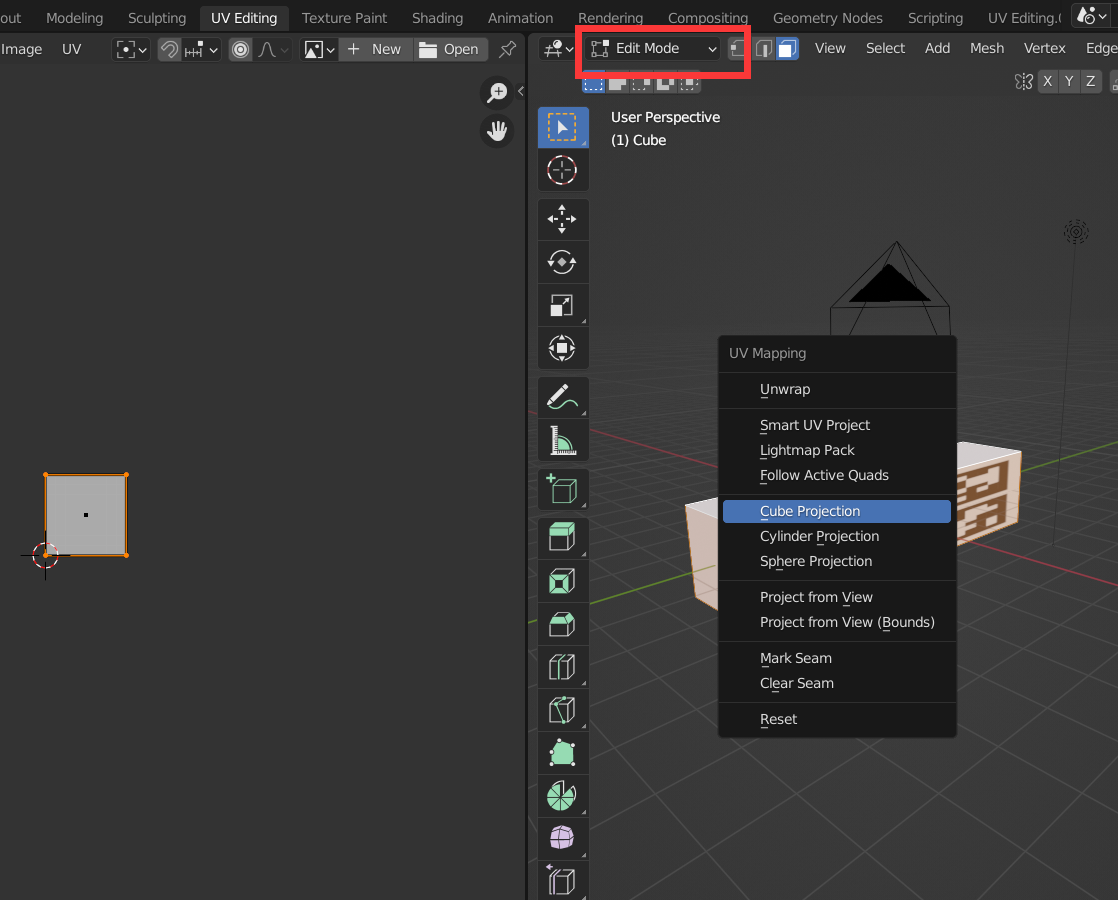 out Modeling Sculpting UV Editing Texture Paint Shading Animation Rendering Compositing Geometry Nodes Scripting UV Editing.
Image UV New Open Edit Mode View Select Add Mesh Vertex Edge
X Y Z
User Perspective
(1) Cube
UV Mapping
Unwrap
Smart UV Project
Lightmap Pack
Follow Active Quads
Cube Projection
Cylinder Projection
Sphere Projection
Project from View
Project from View (Bounds)
Mark Seam
Clear Seam
Reset